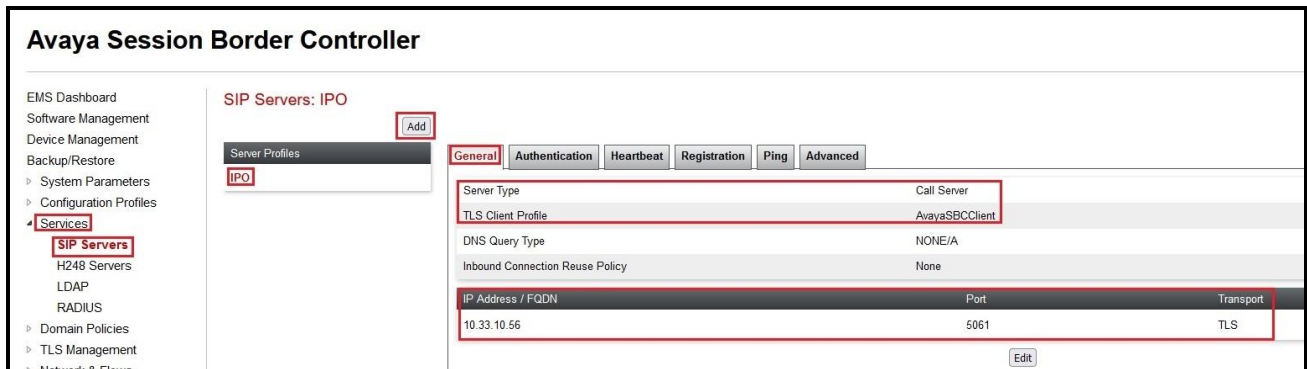 Avaya Session Border Controller
EMS Dashboard
Software Management
Device Management
Backup/Restore
System Parameters
Configuration Profiles
Services
SIP Servers
H248 Servers
LDAP
RADIUS
Domain Policies
TLS Management
Network & Flows
SIP Servers: IPO
Add
Server Profiles
IPO
General Authentication Heartbeat Registration Ping Advanced
Server Type Call Server
TLS Client Profile AvayaSBCClient
DNS Query Type NONE/A
Inbound Connection Reuse Policy None
IP Address / FQDN Port Transport
10.33.10.56 5061 TLS
Edit